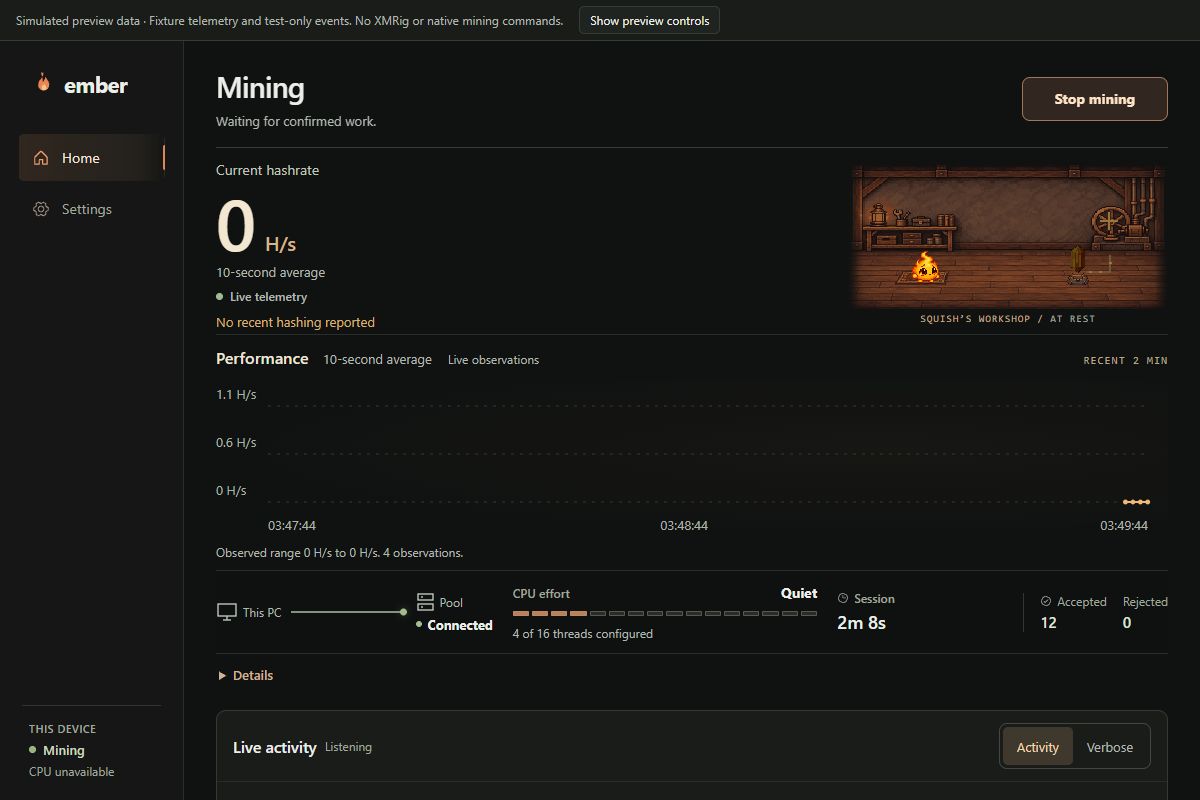 Simulated preview data · Fixture telemetry and test-only events. No XMRig or native mining commands.
Show preview controls
ember
Home
Settings
THIS DEVICE
Mining
CPU unavailable
Mining
Waiting for confirmed work.
Stop mining
Current hashrate
0 H/s
10-second average
Live telemetry
No recent hashing reported
SQUISH'S WORKSHOP / AT REST
Performance 10-second average Live observations
RECENT 2 MIN
1.1 H/s
0.6 H/s
0 H/s
03:47:44 03:48:44 03:49:44
Observed range 0 H/s to 0 H/s. 4 observations.
This PC
Pool
Connected
CPU effort Quiet
4 of 16 threads configured
Session
2m 8s
Accepted
12
Rejected
0
Details
Live activity Listening
Activity Verbose